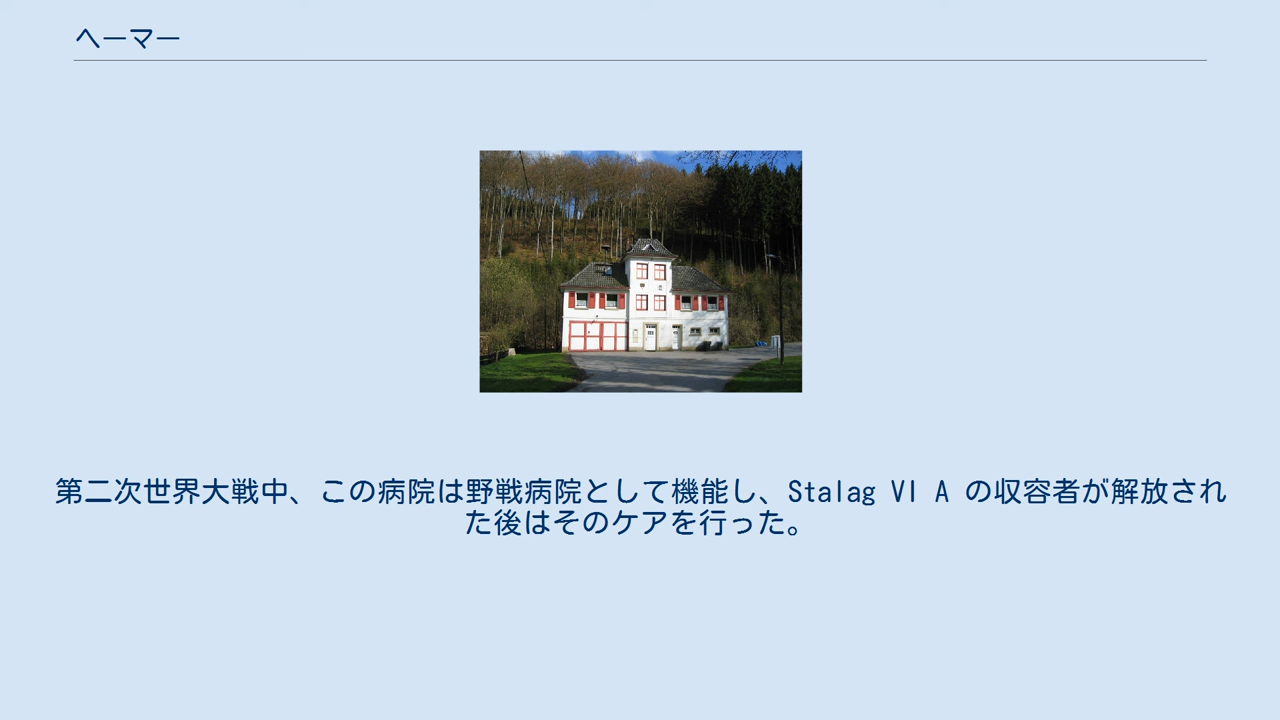 ヘーマー
第二次世界大戦中、この病院は野戦病院として機能し、Stalag VI A の収容者が解放され
た後はそのケアを行った。